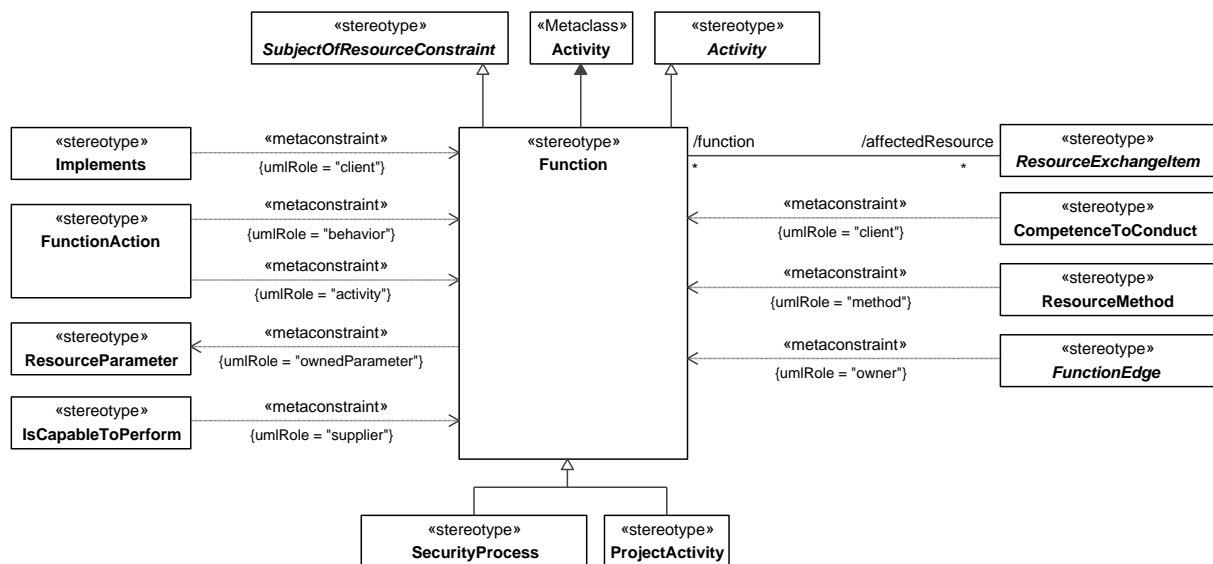 «stereotype»
SubjectOfResourceConstraint
«Metaclass»
Activity
«stereotype»
Activity
«stereotype»
Implements
«metaconstraint»
{umlRole = "client"}
«stereotype»
FunctionAction
«metaconstraint»
{umlRole = "behavior"}
«metaconstraint»
{umlRole = "activity"}
«stereotype»
ResourceParameter
«metaconstraint»
{umlRole = "ownedParameter"}
«stereotype»
IsCapableToPerform
«metaconstraint»
{umlRole = "supplier"}
«stereotype»
Function
/function
*
/affectedResource
*
«stereotype»
ResourceExchangeItem
«metaconstraint»
{umlRole = "client"}
«stereotype»
CompetenceToConduct
«metaconstraint»
{umlRole = "method"}
«stereotype»
ResourceMethod
«metaconstraint»
{umlRole = "owner"}
«stereotype»
FunctionEdge
«stereotype»
SecurityProcess
«stereotype»
ProjectActivity